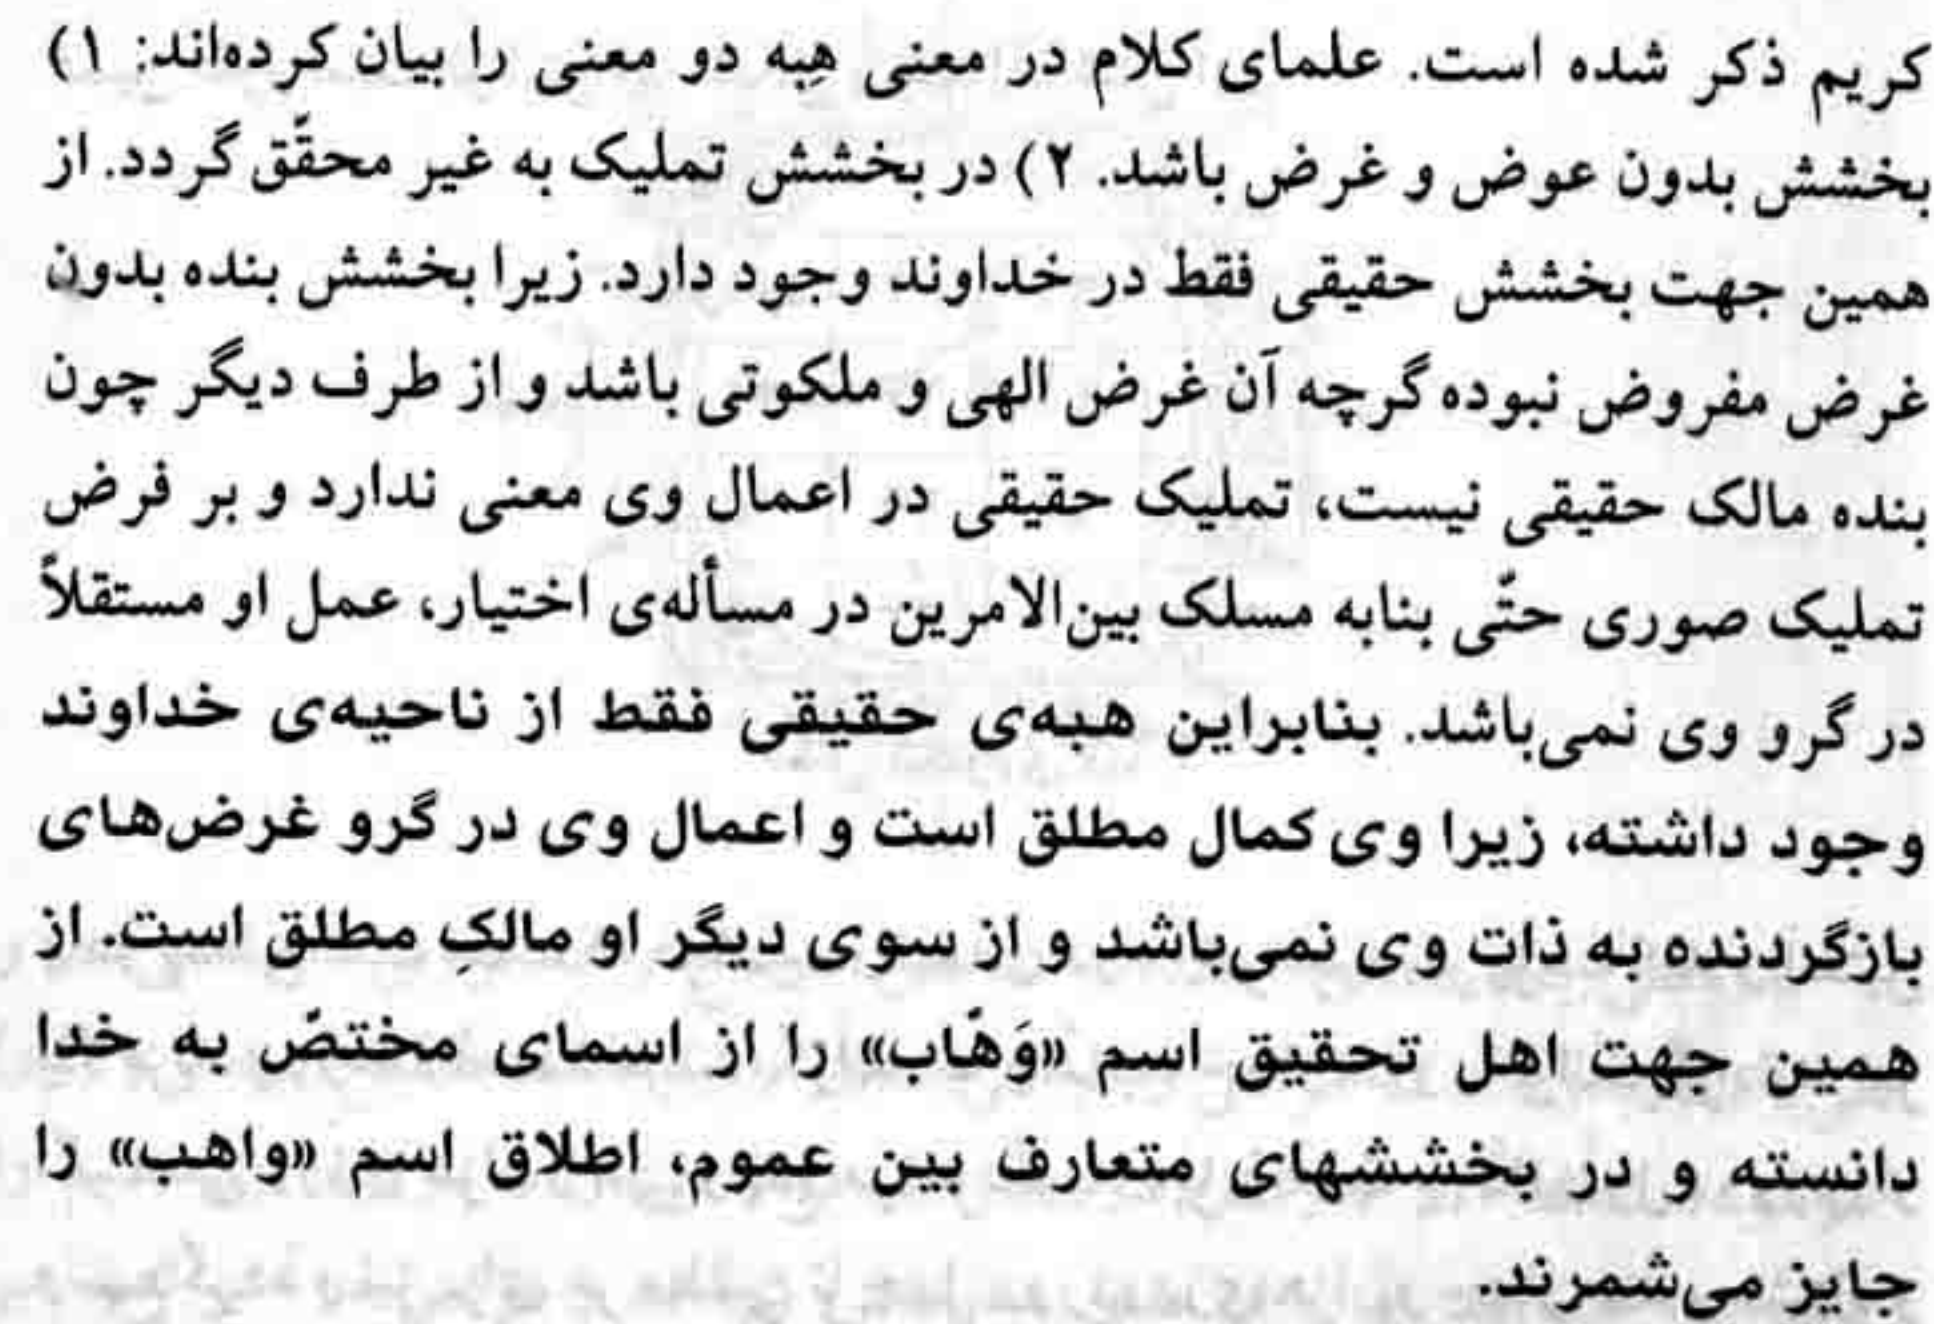 کریم ذکر شده است. علمای کلام در معنی هِبه دو معنی را بیان کرده‌اند: ۱)
بخشش بدون عوض و غرض باشد. ۲) در بخشش تملیک به غیر محقّق گردد. از
همین جهت بخشش حقیقی فقط در خداوند وجود دارد. زیرا بخشش بنده بدون
غرض مفروض نبوده گرچه آن غرض الهی و ملکوتی باشد و از طرف دیگر چون
بنده مالک حقیقی نیست، تملیک حقیقی در اعمال وی معنی ندارد و بر فرض
تملیک صوری حتّی بنابه مسلک بین‌الامرین در مسأله‌ی اختیار، عمل او مستقلاً
در گرو وی نمی‌باشد. بنابراین هبه‌ی حقیقی فقط از ناحیه‌ی خداوند
وجود داشته، زیرا وی کمال مطلق است و اعمال وی در گرو غرض‌های
بازگردنده به ذات وی نمی‌باشد و از سوی دیگر او مالکِ مطلق است. از
همین جهت اهل تحقیق اسم «وَهّاب» را از اسمای مختصّ به خدا
دانسته و در بخششهای متعارف بین عموم، اطلاق اسم «واهب» را
جایز می‌شمرند.